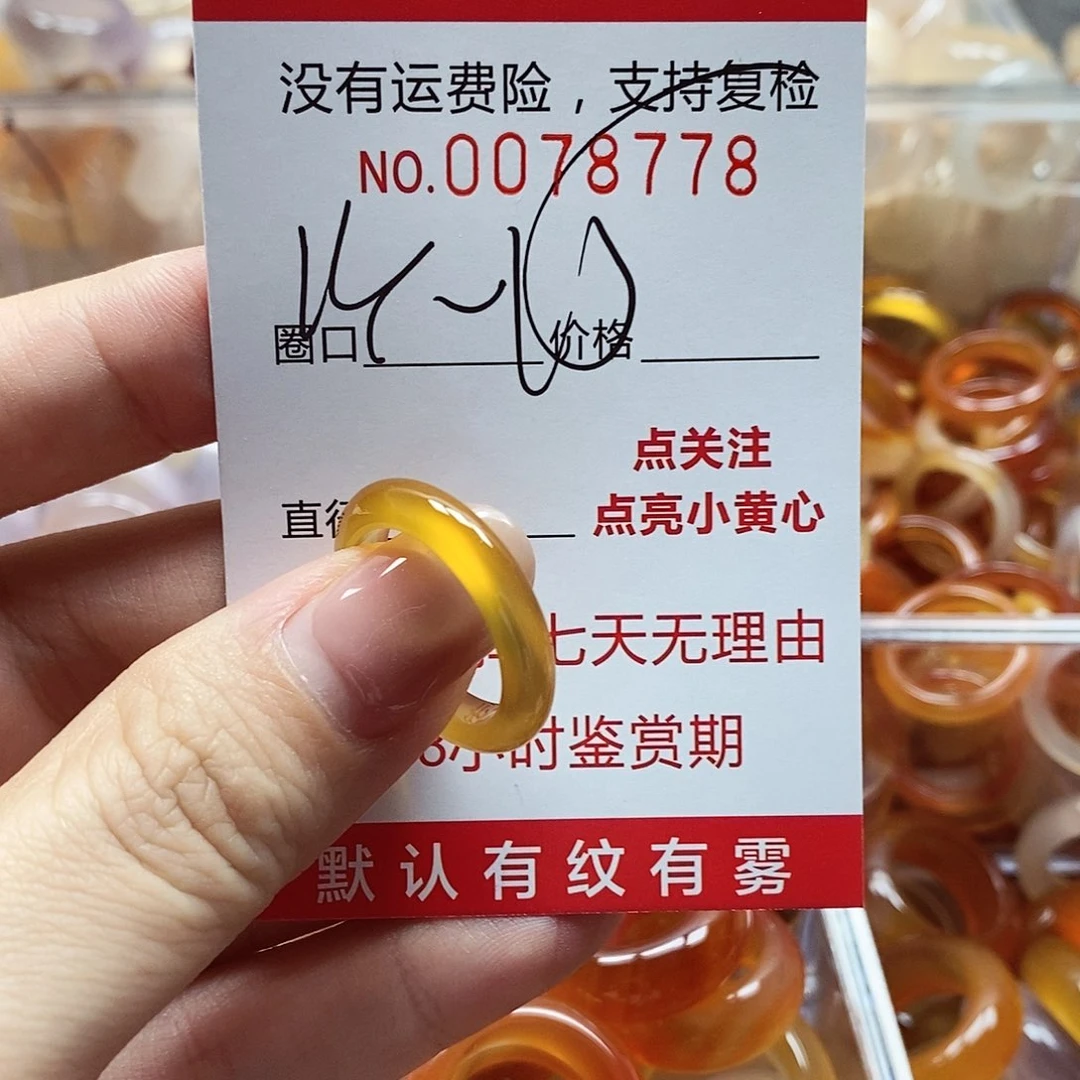 没有运费险，支持复检
NO.0078778
圈口 价格
点关注
直径 点亮小黄心
七天无理由
8小时鉴赏期
默认有纹有雾